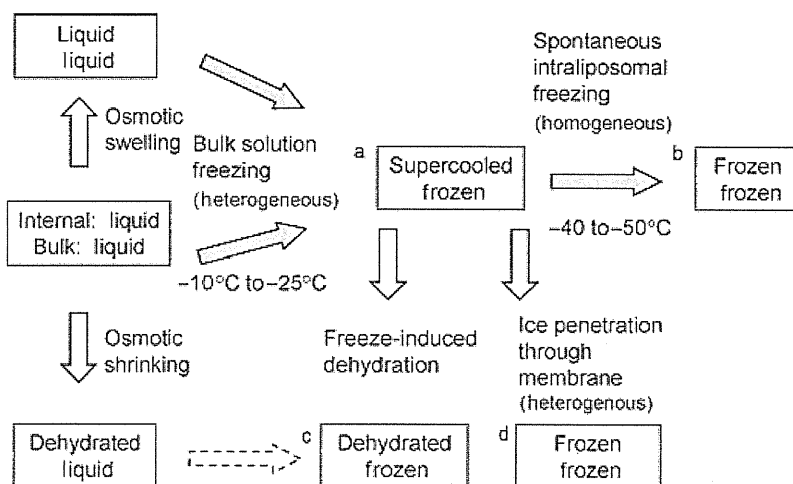 Liquid
liquid
Osmotic
swelling
Bulk solution
freezing
(heterogeneous)
Internal: liquid
Bulk: liquid
−10°C to−25°C
Osmotic
shrinking
Dehydrated
liquid
Spontaneous
intraliposomal
freezing
(homogeneous)
a
Supercooled
frozen
b
Frozen
frozen
−40 to−50°C
Freeze-induced
dehydration
Ice penetration
through
membrane
(heterogenous)
c
Dehydrated
frozen
d
Frozen
frozen